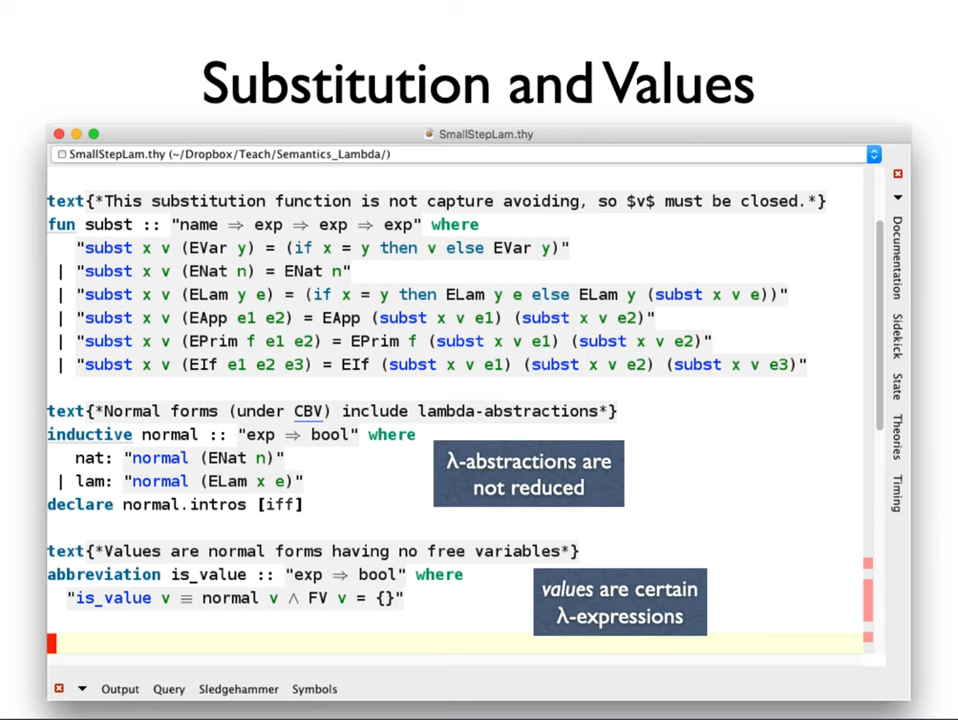 Substitution and Values
SmallStepLam.thy
SmallStepLam.thy (~/Dropbox/Teach/Semantics_Lambda/)
text{*This substitution function is not capture avoiding, so $v$ must be closed.*}
fun subst :: "name ⇒ exp ⇒ exp ⇒ exp" where
"subst x v (EVar y) = (if x = y then v else EVar y)"
| "subst x v (ENat n) = ENat n"
| "subst x v (ELam y e) = (if x = y then ELam y e else ELam y (subst x v e))"
| "subst x v (EApp e1 e2) = EApp (subst x v e1) (subst x v e2)"
| "subst x v (EPrim f e1 e2) = EPrim f (subst x v e1) (subst x v e2)"
| "subst x v (EIf e1 e2 e3) = EIf (subst x v e1) (subst x v e2) (subst x v e3)"
text{*Normal forms (under CBV) include lambda-abstractions*}
inductive normal :: "exp ⇒ bool" where
nat: "normal (ENat n)"
| lam: "normal (ELam x e)"
declare normal.intros [iff]
λ-abstractions are
not reduced
text{*Values are normal forms having no free variables*}
abbreviation is_value :: "exp ⇒ bool" where
"is_value v ≡ normal v ∧ FV v = {}"
values are certain
λ-expressions
Documentation
Sidekick
State
Theories
Timing
Output Query Sledgehammer Symbols